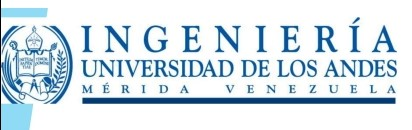 INGENIERÍA
UNIVERSIDAD DE LOS ANDES
MÉRIDA VENEZUELA